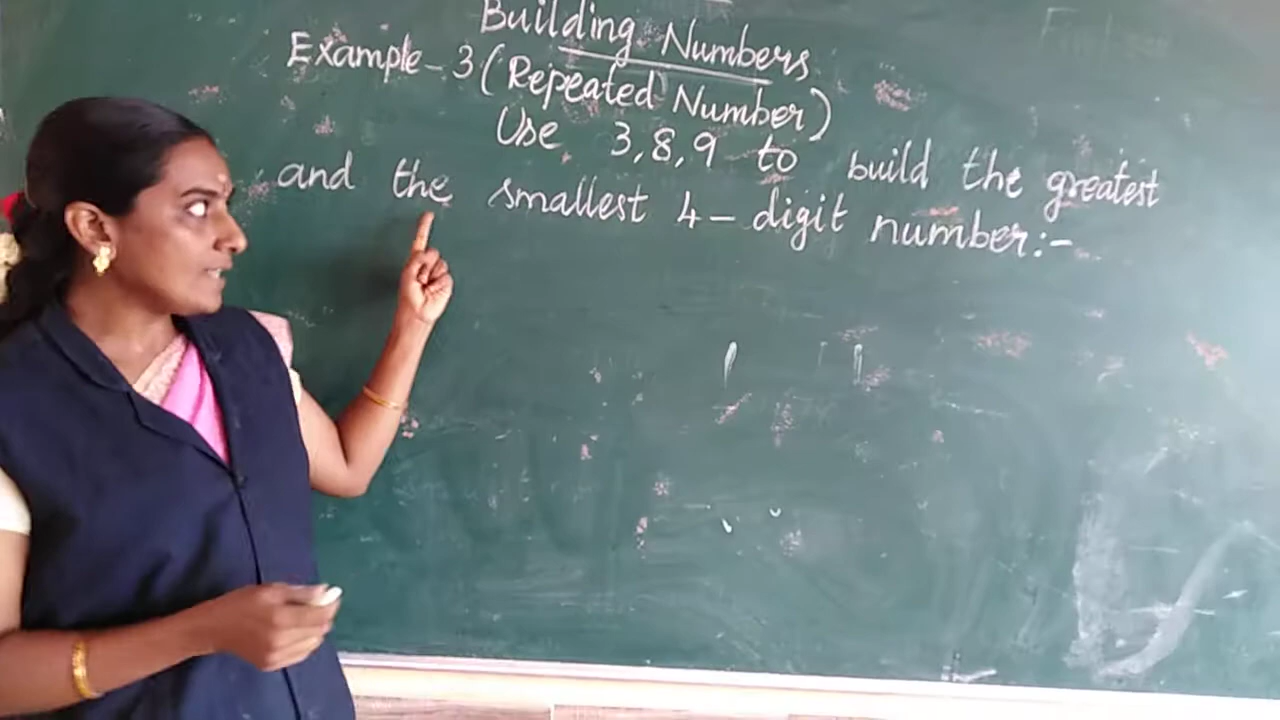 Building Numbers
Example - 3 (Repeated Number)
Use 3,8,9 to build the greatest
and the smallest 4 - digit number:-